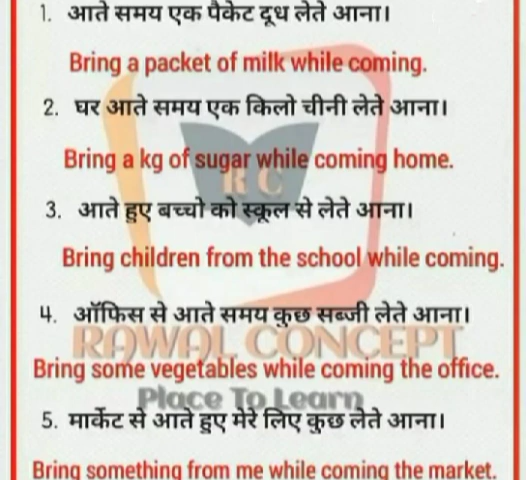 1. आते समय एक पैकेट दूध लेते आना।
Bring a packet of milk while coming.
2. घर आते समय एक किलो चीनी लेते आना।
Bring a kg of sugar while coming home.
R C
3. आते हुए बच्चो को स्कूल से लेते आना।
Bring children from the school while coming.
4. ऑफिस से आते समय कुछ सब्जी लेते आना।
RAWAL CONCEPT
Bring some vegetables while coming the office.
Place To Learn
5. मार्केट से आते हुए मेरे लिए कुछ लेते आना।
Bring something from me while coming the market.